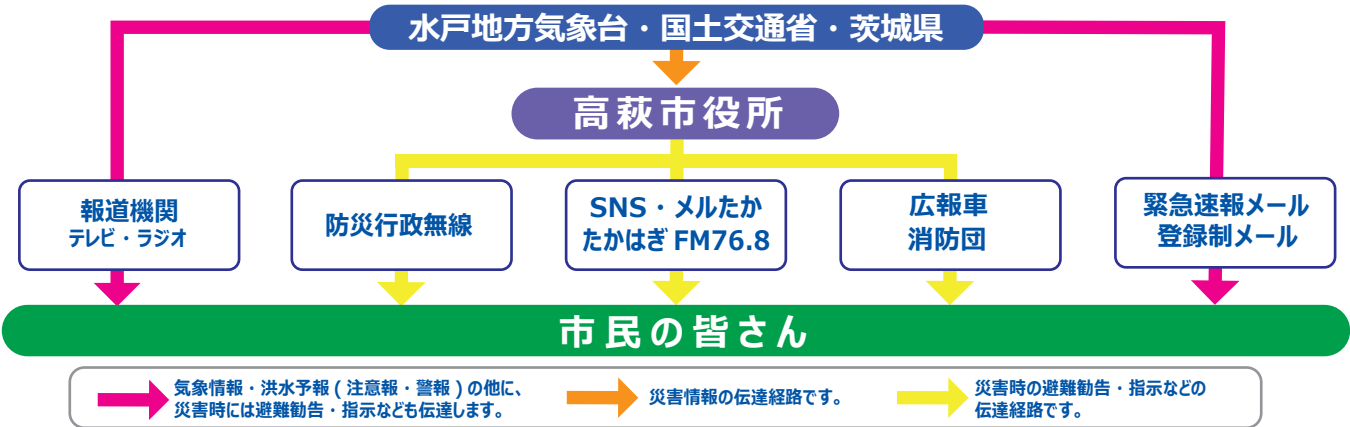 水戸地方気象台・国土交通省・茨城県
高萩市役所
報道機関
テレビ・ラジオ
防災行政無線
SNS・メルたか
たかはぎ FM76.8
広報車
消防団
緊急速報メール
登録制メール
市民の皆さん
気象情報・洪水予報 ( 注意報・警報 ) の他に、
災害時には避難勧告・指示なども伝達します。
災害情報の伝達経路です。
災害時の避難勧告・指示などの
伝達経路です。